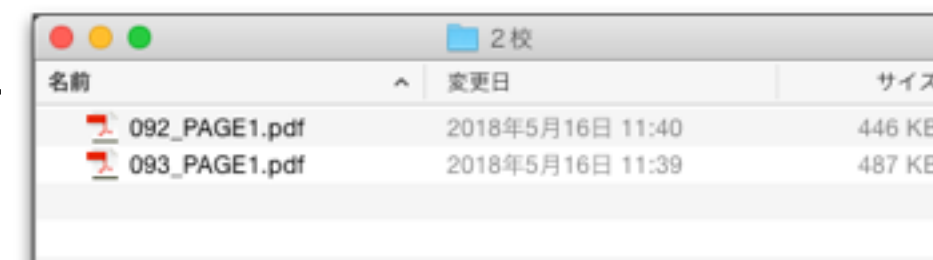 ２校
名前 変更日 サイズ
092_PAGE1.pdf 2018年5月16日 11:40 446 KB
093_PAGE1.pdf 2018年5月16日 11:39 487 KB